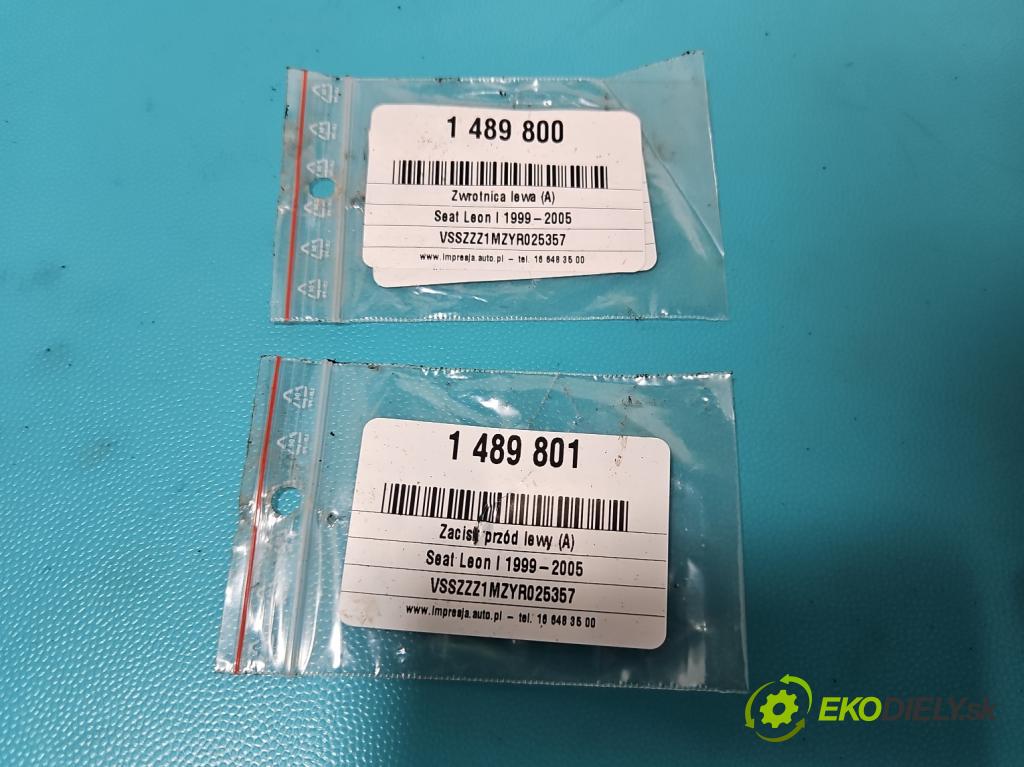 1 489 800
Zwrotnica lewa (A)
Seat Leon I 1999-2005
VSSZZZ1MZYR025357
www.impresja.auto.pl - tel. 16 648 35 00
1 489 801
Zacisk przód lewy (A)
Seat Leon I 1999-2005
VSSZZZ1MZYR025357
www.impresja.auto.pl - tel. 16 648 35 00
EKODIELY.sk